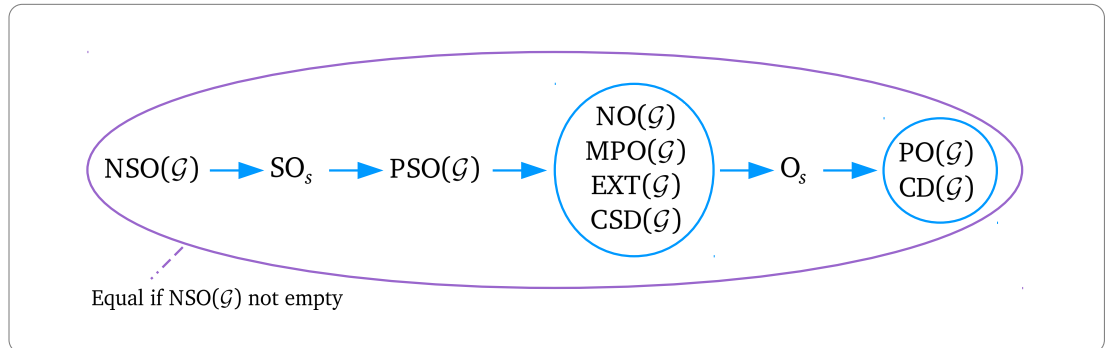 NSO(𝒢)
SOₛ
PSO(𝒢)
NO(𝒢)
MPO(𝒢)
EXT(𝒢)
CSD(𝒢)
Oₛ
PO(𝒢)
CD(𝒢)
Equal if NSO(𝒢) not empty